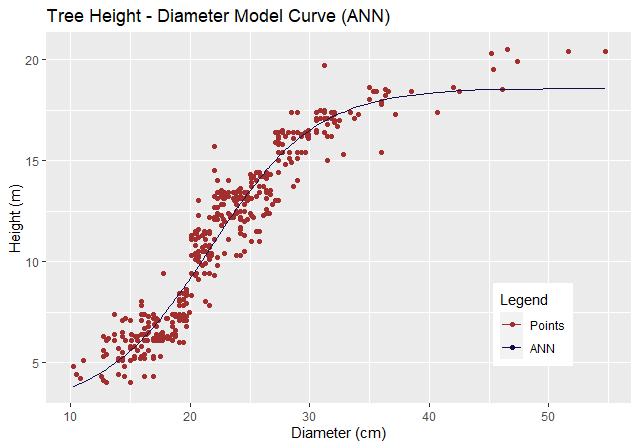 Tree Height - Diameter Model Curve (ANN)
20
15
10
5
Height (m)
Legend
Points
ANN
10 20 30 40 50
Diameter (cm)